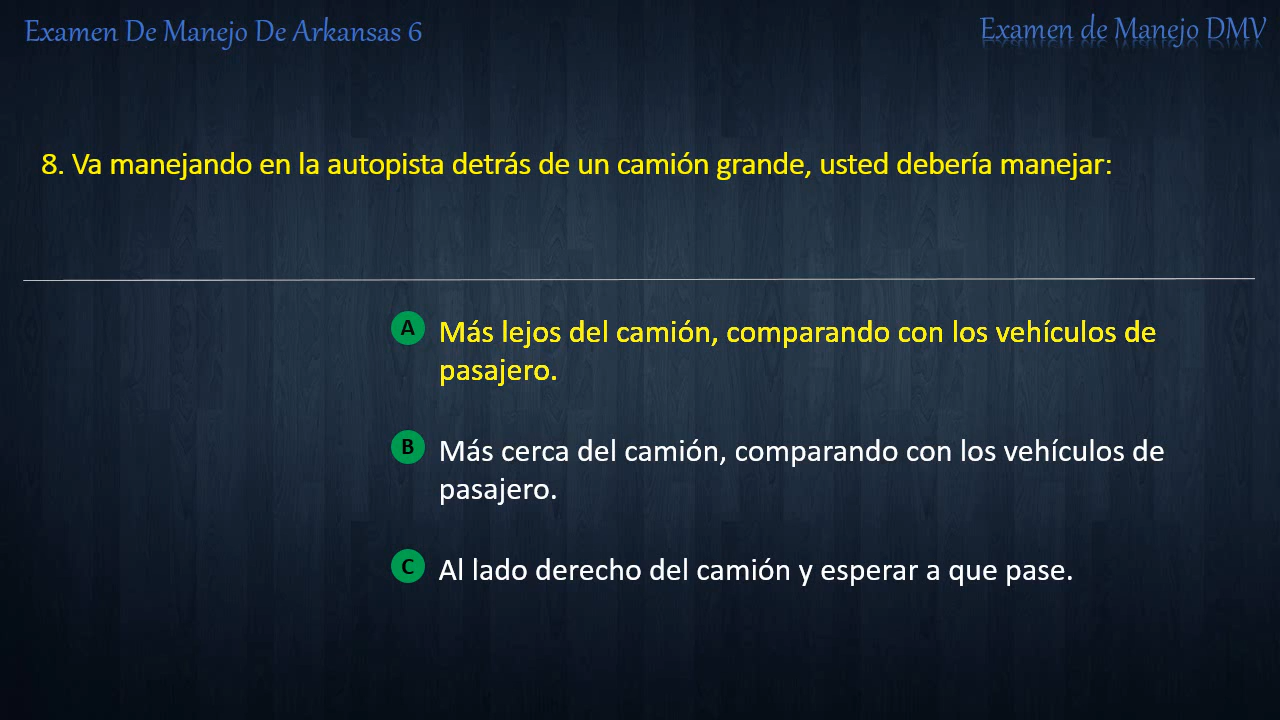 Examen De Manejo De Arkansas 6
Examen de Manejo DMV
8. Va manejando en la autopista detrás de un camión grande, usted debería manejar:
A Más lejos del camión, comparando con los vehículos de
pasajero.
B Más cerca del camión, comparando con los vehículos de
pasajero.
C Al lado derecho del camión y esperar a que pase.